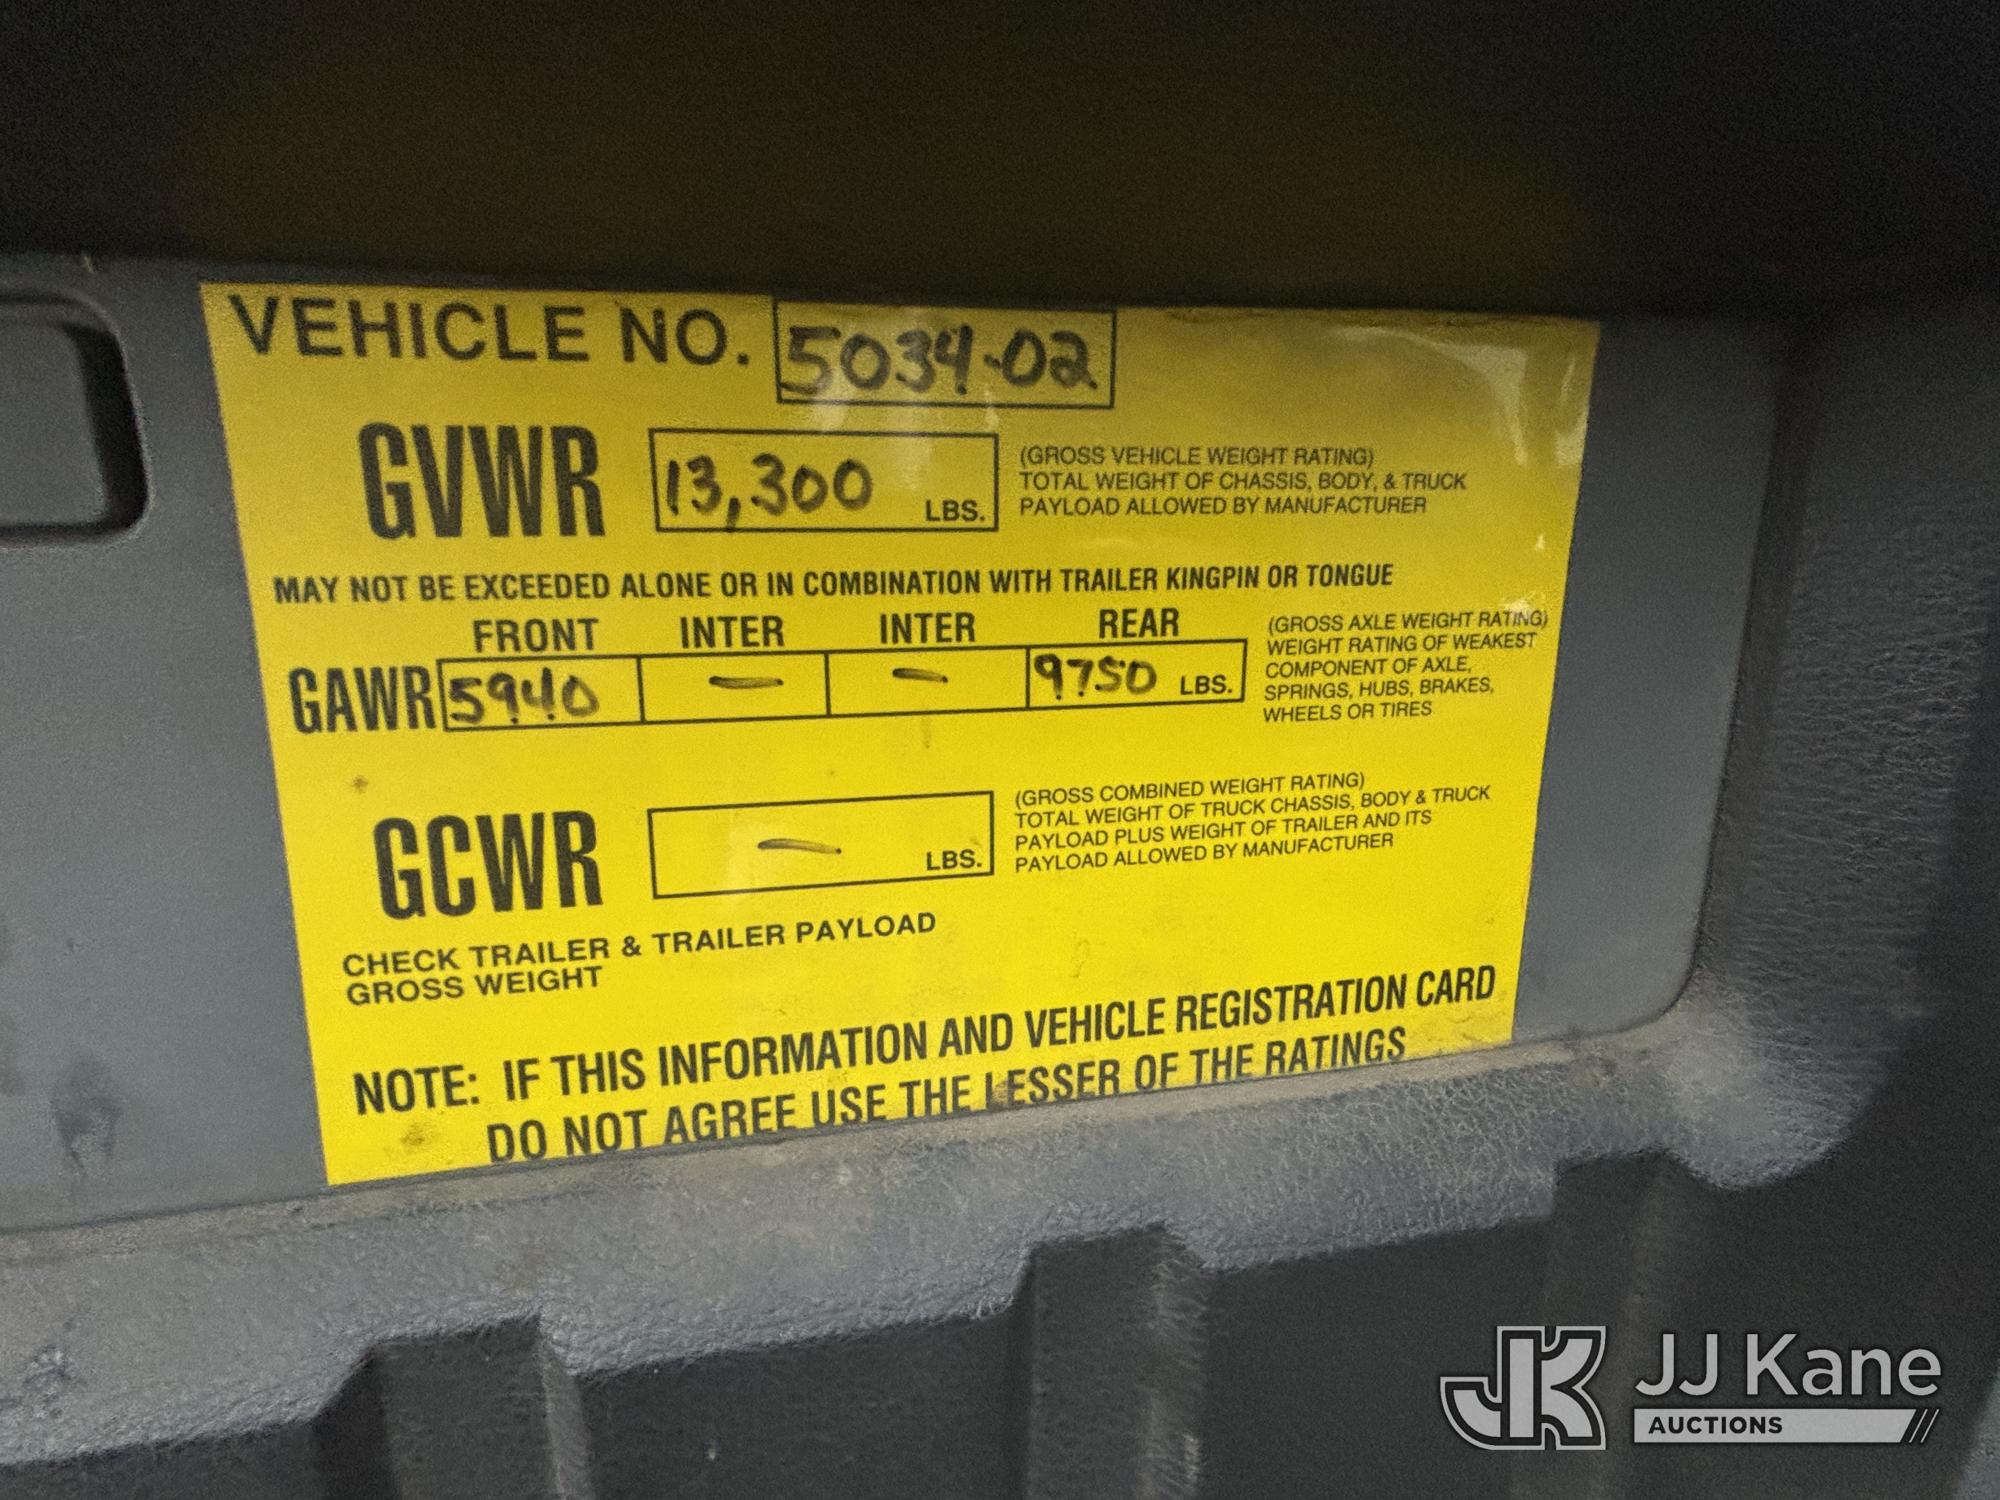 VEHICLE NO. 5034-02
GVWR 13,300 LBS.
(GROSS VEHICLE WEIGHT RATING)
TOTAL WEIGHT OF CHASSIS, BODY, & TRUCK
PAYLOAD ALLOWED BY MANUFACTURER
MAY NOT BE EXCEEDED ALONE OR IN COMBINATION WITH TRAILER KINGPIN OR TONGUE
FRONT INTER INTER REAR
GAWR 5940 — — 9750 LBS.
(GROSS AXLE WEIGHT RATING)
WEIGHT RATING OF WEAKEST
COMPONENT OF AXLE,
SPRINGS, HUBS, BRAKES,
WHEELS OR TIRES
GCWR — LBS.
(GROSS COMBINED WEIGHT RATING)
TOTAL WEIGHT OF TRUCK CHASSIS, BODY & TRUCK
PAYLOAD PLUS WEIGHT OF TRAILER AND ITS
PAYLOAD ALLOWED BY MANUFACTURER
CHECK TRAILER & TRAILER PAYLOAD
GROSS WEIGHT
NOTE: IF THIS INFORMATION AND VEHICLE REGISTRATION CARD
DO NOT AGREE USE THE LESSER OF THE RATINGS
JK JJ Kane
AUCTIONS